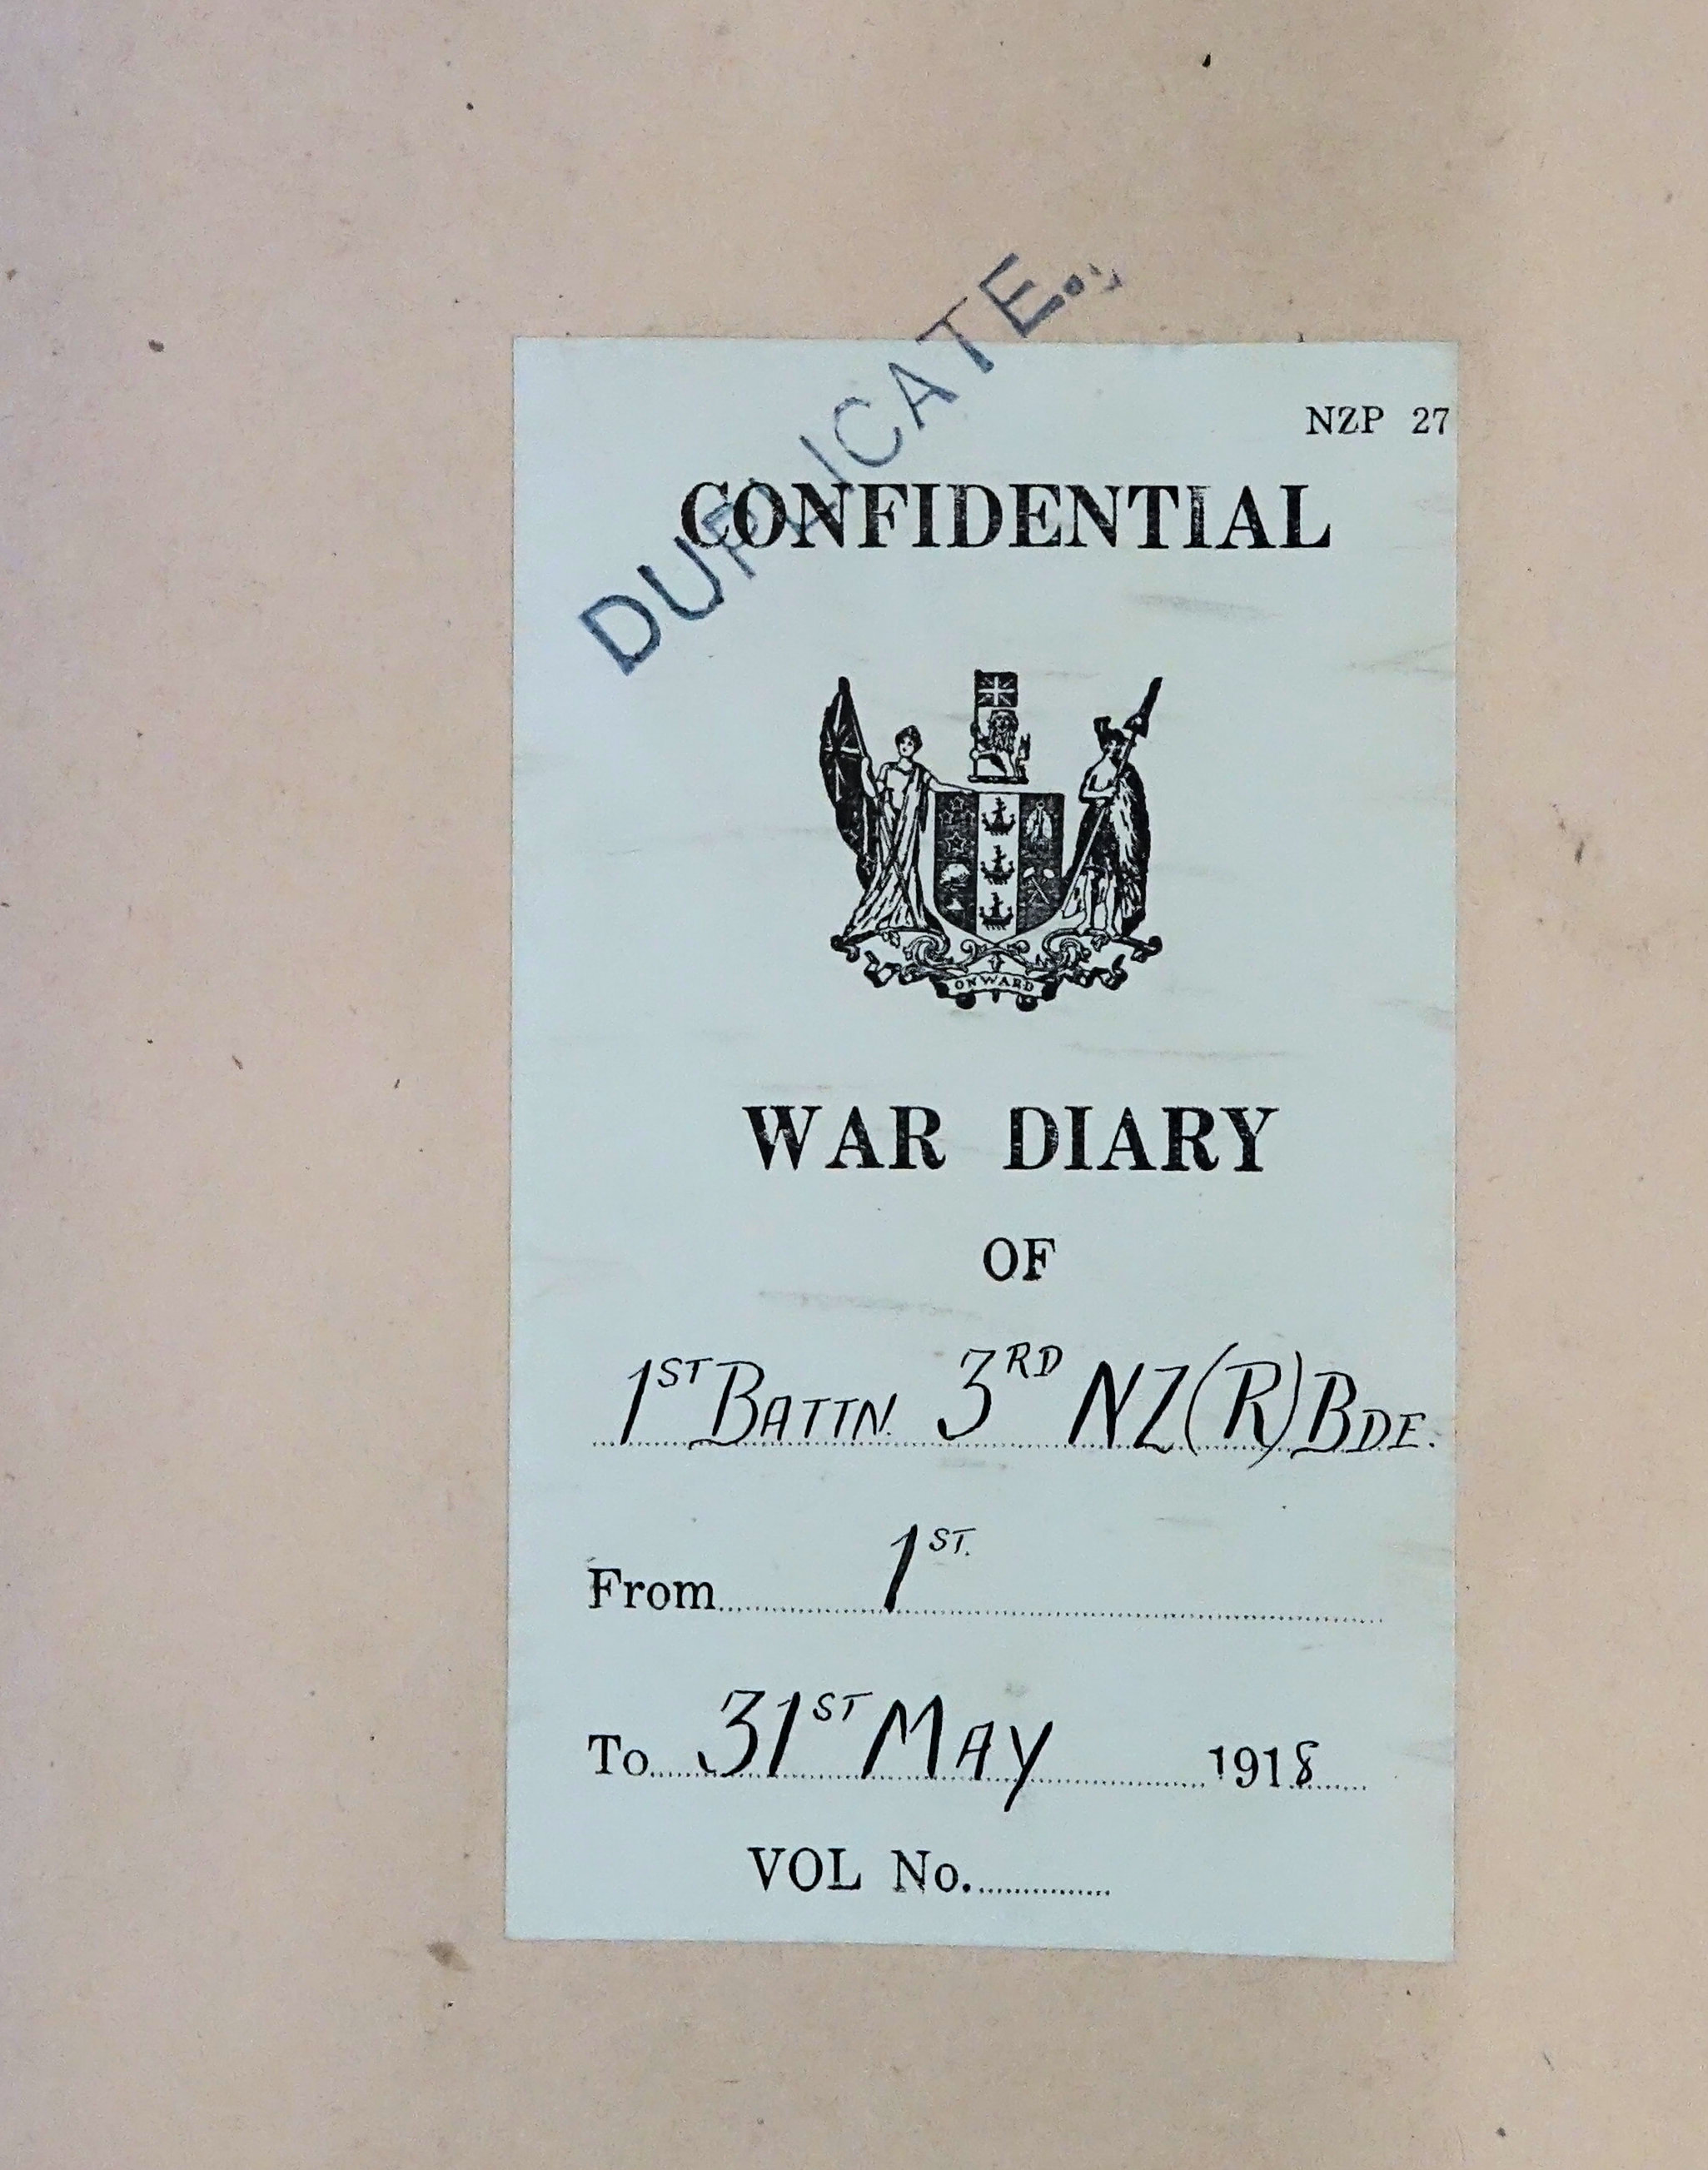 DUPLICATE.
NZP 27
CONFIDENTIAL
ONWARD
WAR DIARY
OF
1ST BATTN. 3RD NZ(R)BDE.
From 1ST.
To 31ST MAY 1918
VOL No.